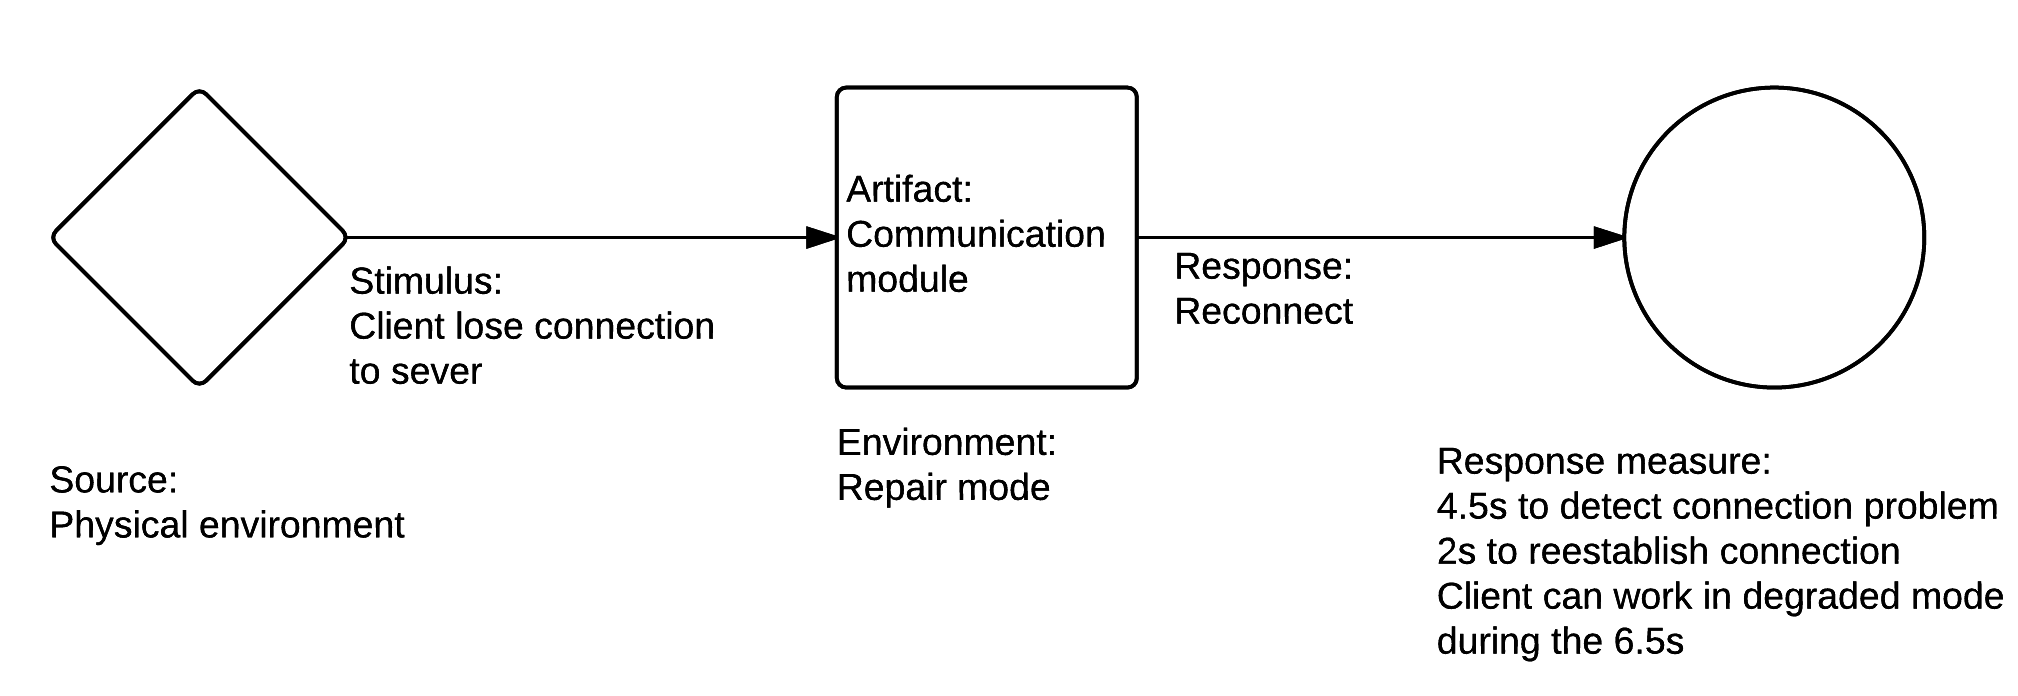 Stimulus:
Client lose connection
to sever
Source:
Physical environment
Artifact:
Communication
module
Environment:
Repair mode
Response:
Reconnect
Response measure:
4.5s to detect connection problem
2s to reestablish connection
Client can work in degraded mode
during the 6.5s